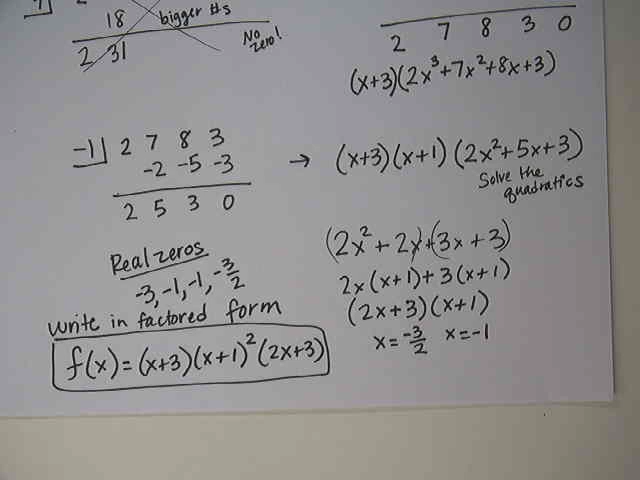 18 bigger #s
2 31 No zero!
2 7 8 3 0
(x+3)(2x³+7x²+8x+3)
-1| 2 7 8 3
-2 -5 -3
2 5 3 0
→ (x+3)(x+1)(2x²+5x+3)
Solve the
quadratics
(2x²+2x)+(3x+3)
2x(x+1)+3(x+1)
(2x+3)(x+1)
x=-3/2 x=-1
Real zeros
-3,-1,-1,-3/2
write in factored form
f(x)=(x+3)(x+1)²(2x+3)